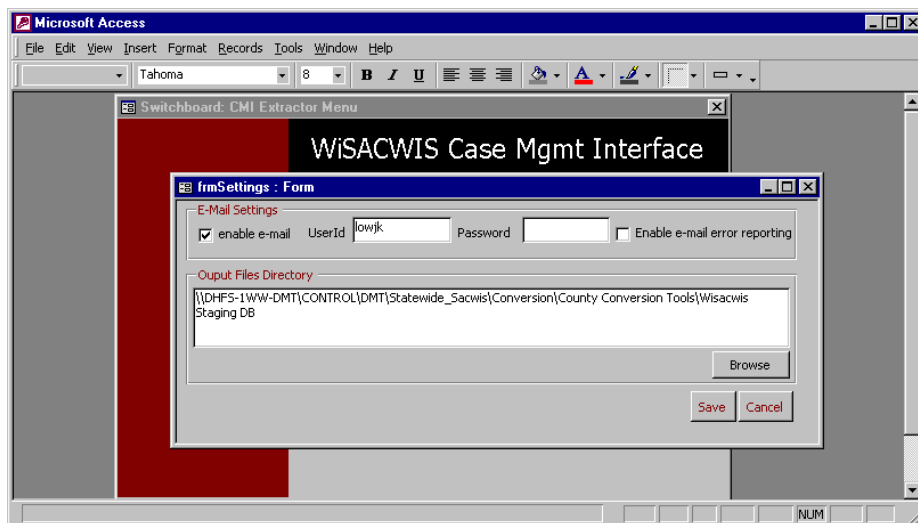 Microsoft Access
File Edit View Insert Format Records Tools Window Help
Tahoma 8 B I U A
Switchboard: CMI Extractor Menu
WiSACWIS Case Mgmt Interface
frmSettings : Form
E-Mail Settings
enable e-mail UserId lowjk Password Enable e-mail error reporting
Ouput Files Directory
\\DHFS-1WW-DMT\CONTROL\DMT\Statewide_Sacwis\Conversion\County Conversion Tools\Wisacwis
Staging DB
Browse
Save Cancel
NUM